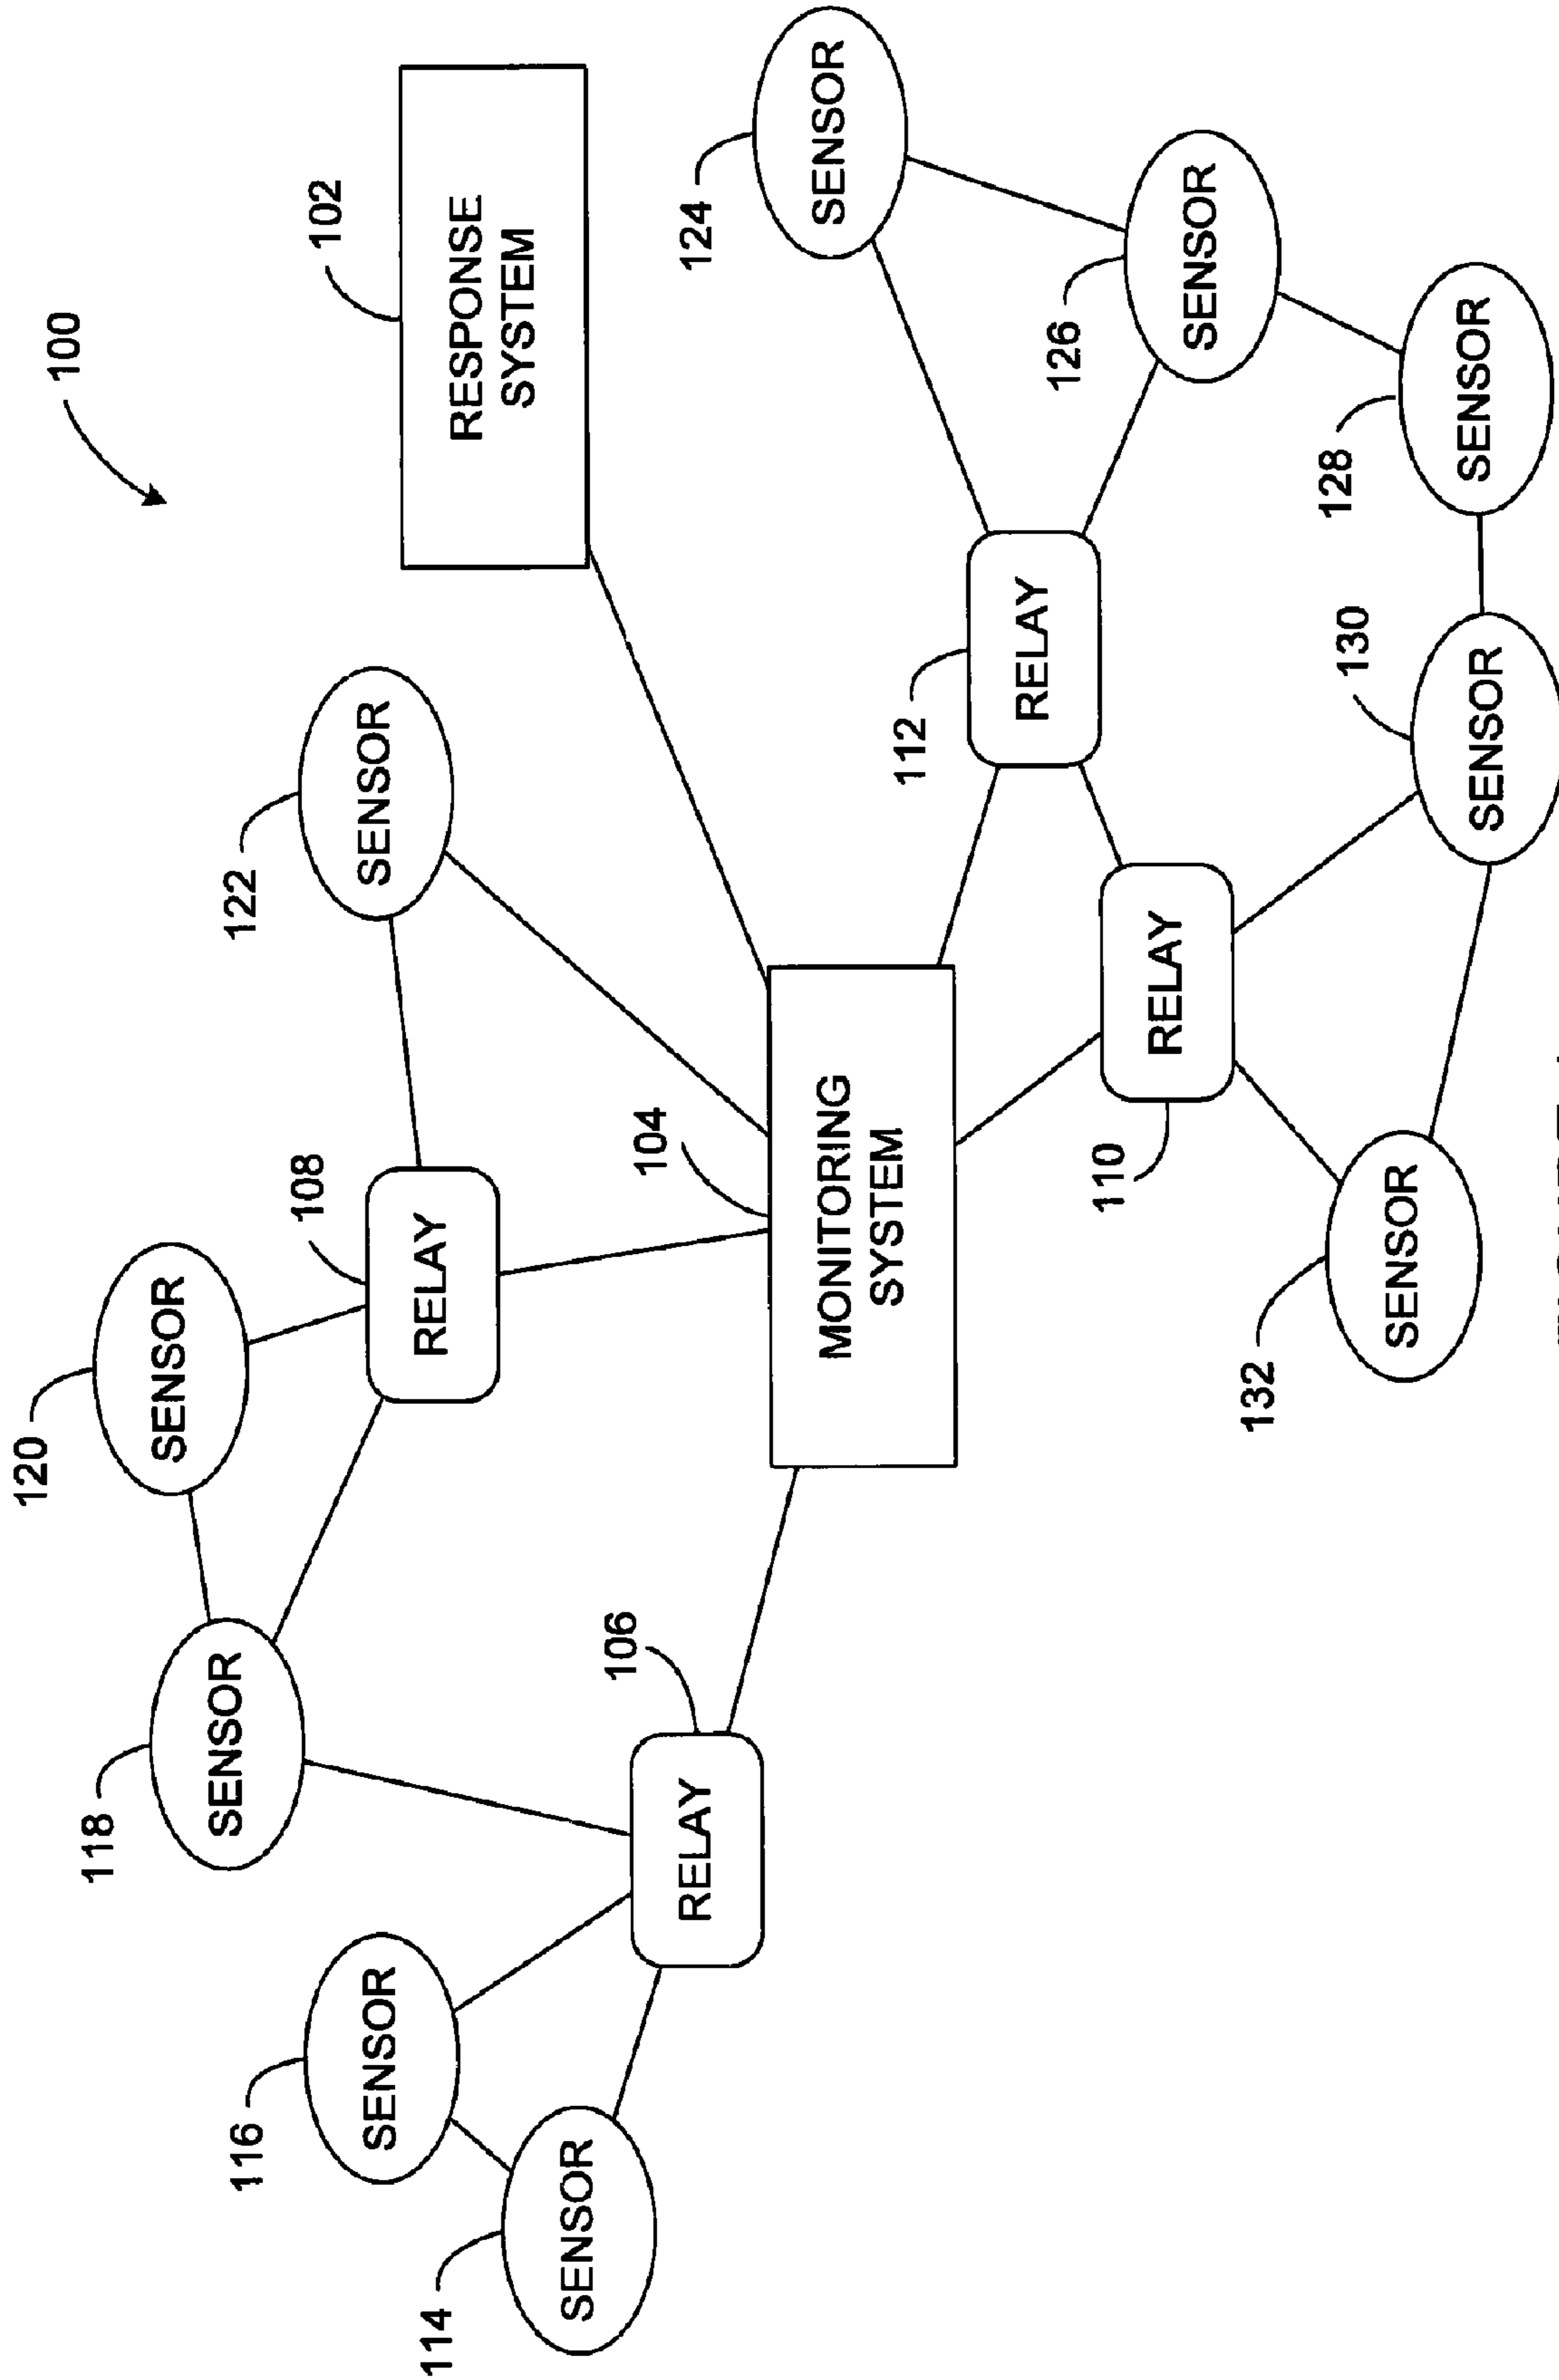 120
100
118
SENSOR
SENSOR
122
116
108
102
SENSOR
SENSOR
RELAY
114
RESPONSE
SYSTEM
SENSOR
106
104
RELAY
124
SENSOR
MONITORING
SYSTEM
112
RELAY
126
110
RELAY
SENSOR
132
128
130
SENSOR
SENSOR
SENSOR